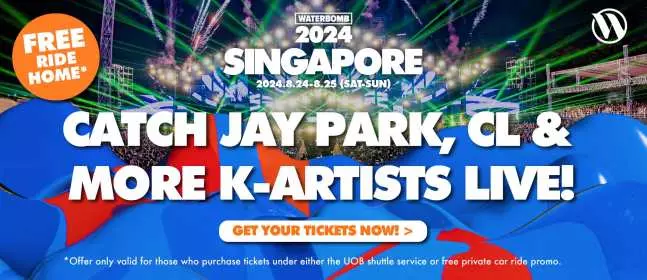 FREE
RIDE
HOME*
WATERBOMB
2024
SINGAPORE
2024.8.24-8.25 (SAT-SUN)
W
CATCH JAY PARK, CL &
MORE K-ARTISTS LIVE!
GET YOUR TICKETS NOW! >
*Offer only valid for those who purchase tickets under either the UOB shuttle service or free private car ride promo.